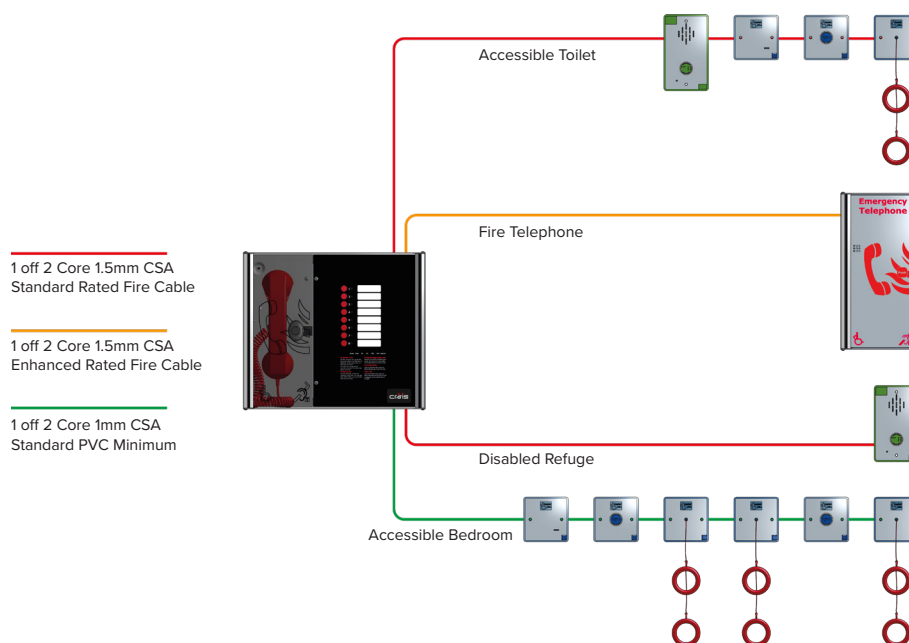 Accessible Toilet
Emergency
Telephone
Fire Telephone
1 off 2 Core 1.5mm CSA
Standard Rated Fire Cable
1 off 2 Core 1.5mm CSA
Enhanced Rated Fire Cable
1 off 2 Core 1mm CSA
Standard PVC Minimum
Disabled Refuge
Accessible Bedroom